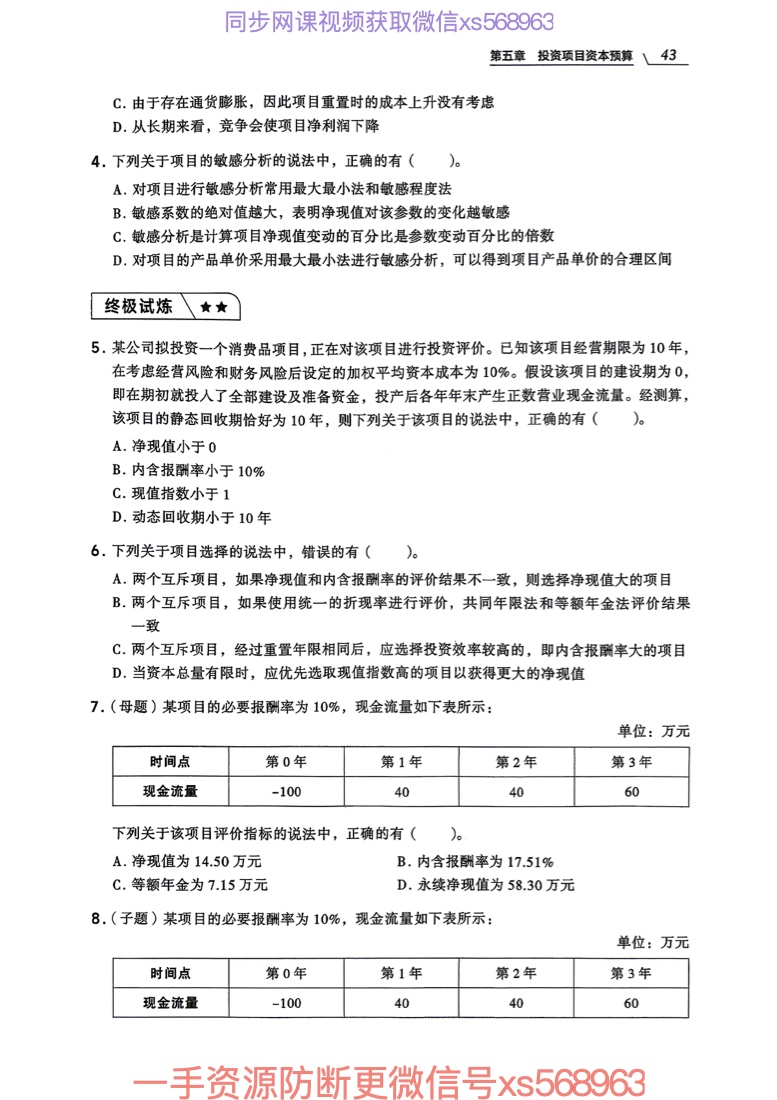 同步网课视频获取微信xs568963
第五章 投资项目资本预算 43
C. 由于存在通货膨胀，因此项目重置时的成本上升没有考虑
D. 从长期来看，竞争会使项目净利润下降
4. 下列关于项目的敏感分析的说法中，正确的有（ ）。
A. 对项目进行敏感分析常用最大最小法和敏感程度法
B. 敏感系数的绝对值越大，表明净现值对该参数的变化越敏感
C. 敏感分析是计算项目净现值变动的百分比是参数变动百分比的倍数
D. 对项目的产品单价采用最大最小法进行敏感分析，可以得到项目产品单价的合理区间
终极试炼 ★★
5. 某公司拟投资一个消费品项目，正在对该项目进行投资评价。已知该项目经营期限为 10 年，
在考虑经营风险和财务风险后设定的加权平均资本成本为 10%。假设该项目的建设期为 0，
即在期初就投入了全部建设及准备资金，投产后各年年末产生正数营业现金流量。经测算，
该项目的静态回收期恰好为 10 年，则下列关于该项目的说法中，正确的有（ ）。
A. 净现值小于 0
B. 内含报酬率小于 10%
C. 现值指数小于 1
D. 动态回收期小于 10 年
6. 下列关于项目选择的说法中，错误的有（ ）。
A. 两个互斥项目，如果净现值和内含报酬率的评价结果不一致，则选择净现值大的项目
B. 两个互斥项目，如果使用统一的折现率进行评价，共同年限法和等额年金法评价结果
一致
C. 两个互斥项目，经过重置年限相同后，应选择投资效率较高的，即内含报酬率大的项目
D. 当资本总量有限时，应优先选取现值指数高的项目以获得更大的净现值
7.（母题）某项目的必要报酬率为 10%，现金流量如下表所示：
单位：万元
时间点 第 0 年 第 1 年 第 2 年 第 3 年
现金流量 -100 40 40 60
下列关于该项目评价指标的说法中，正确的有（ ）。
A. 净现值为 14.50 万元 B. 内含报酬率为 17.51%
C. 等额年金为 7.15 万元 D. 永续净现值为 58.30 万元
8.（子题）某项目的必要报酬率为 10%，现金流量如下表所示：
单位：万元
时间点 第 0 年 第 1 年 第 2 年 第 3 年
现金流量 -100 40 40 60
一手资源防断更微信号xs568963